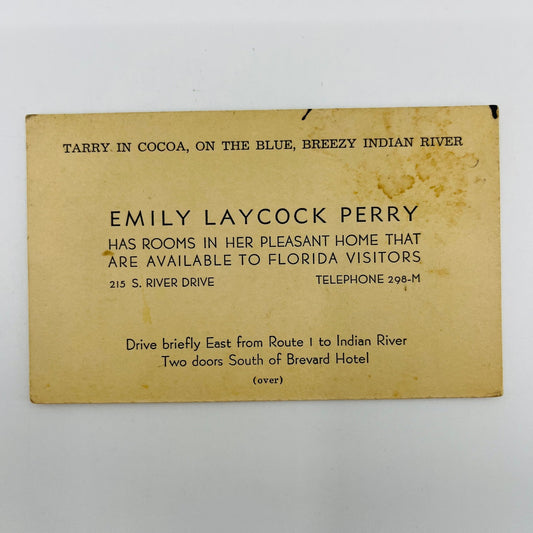 TARRY IN COCOA, ON THE BLUE, BREEZY INDIAN RIVER
EMILY LAYCOCK PERRY
HAS ROOMS IN HER PLEASANT HOME THAT
ARE AVAILABLE TO FLORIDA VISITORS
215 S. RIVER DRIVE TELEPHONE 298-M
Drive briefly East from Route 1 to Indian River
Two doors South of Brevard Hotel
(over)